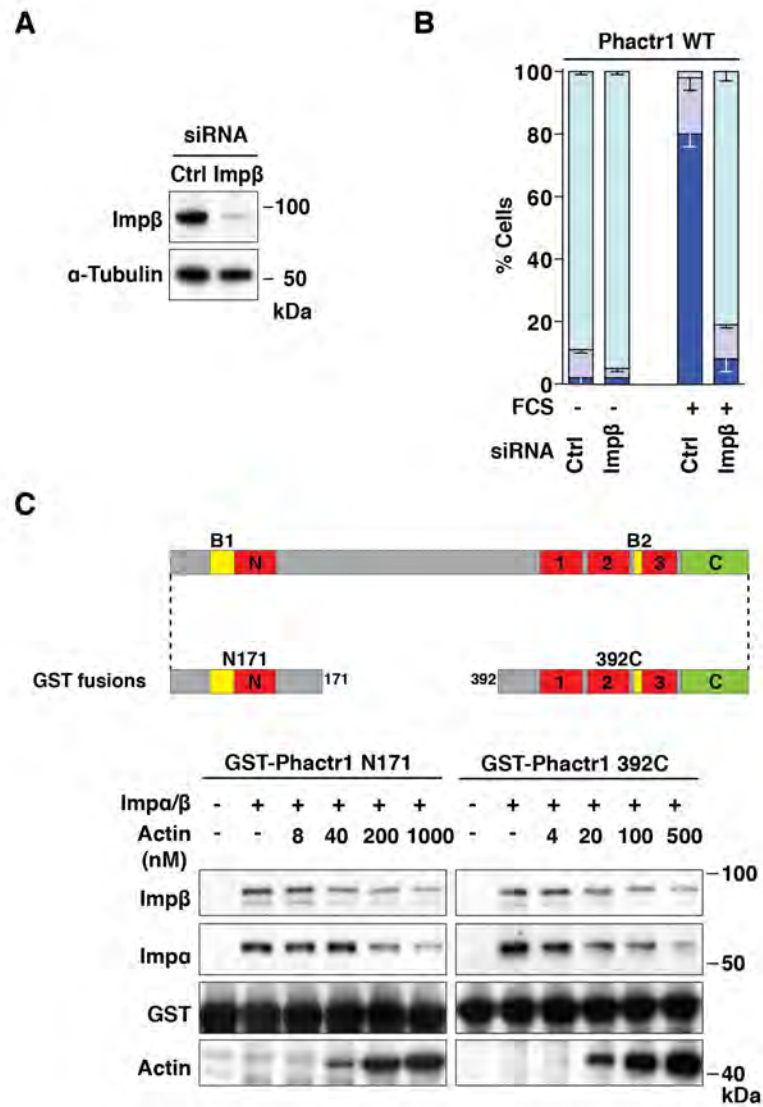 A
siRNA
Ctrl Impβ
Impβ
-100
α-Tubulin
- 50
kDa
B
Phactr1 WT
% Cells
100
80
60
40
20
0
FCS - - + +
siRNA Ctrl Impβ Ctrl Impβ
C
B1 B2
N 1 2 3 C
N171 392C
GST fusions N 171 392 1 2 3 C
GST-Phactr1 N171 GST-Phactr1 392C
Impα/β - + + + + + - + + + + +
Actin - - 8 40 200 1000 - - 4 20 100 500
(nM)
-100
Impβ
Impα
-50
GST
Actin
-40
kDa